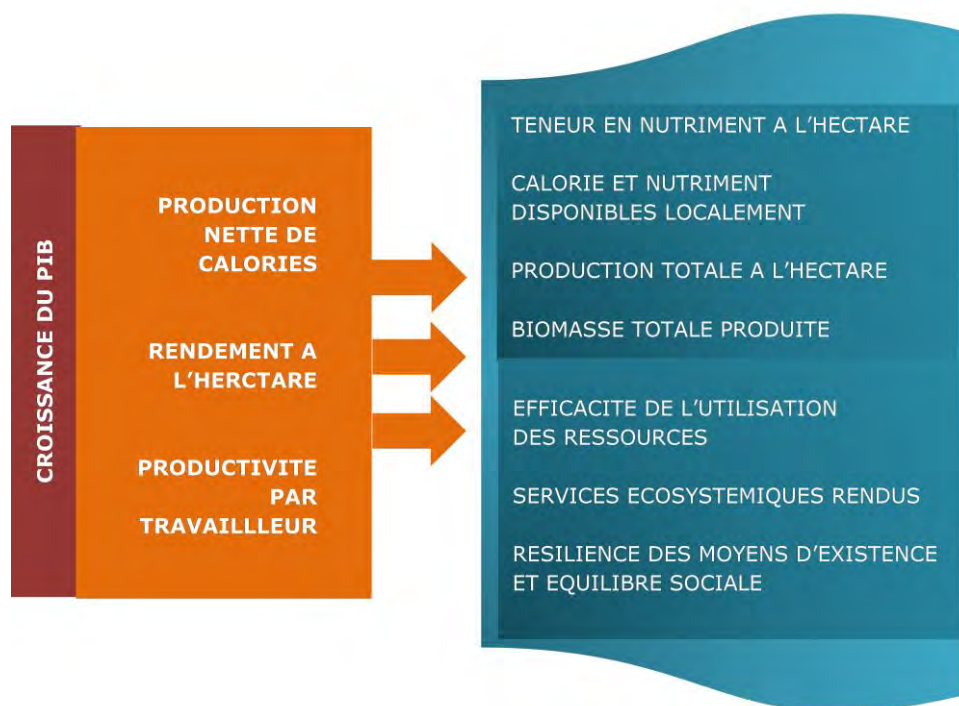 CROISSANCE DU PIB
PRODUCTION
NETTE DE
CALORIES
RENDEMENT A
L’HERCTARE
PRODUCTIVITE
PAR
TRAVAILLLEUR
TENEUR EN NUTRIMENT A L’HECTARE
CALORIE ET NUTRIMENT
DISPONIBLES LOCALEMENT
PRODUCTION TOTALE A L’HECTARE
BIOMASSE TOTALE PRODUITE
EFFICACITE DE L’UTILISATION
DES RESSOURCES
SERVICES ECOSYSTEMIQUES RENDUS
RESILIENCE DES MOYENS D’EXISTENCE
ET EQUILIBRE SOCIALE